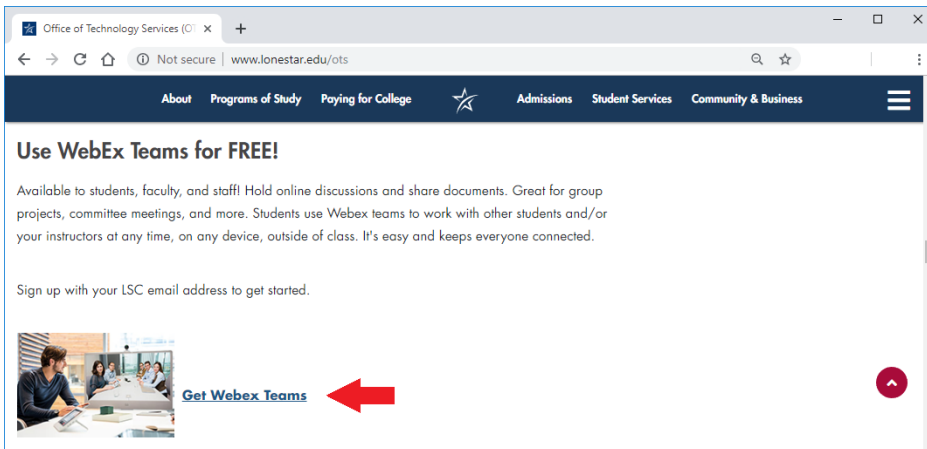 Office of Technology Services (OT
Not secure | www.lonestar.edu/ots
About Programs of Study Paying for College Admissions Student Services Community & Business
Use WebEx Teams for FREE!
Available to students, faculty, and staff! Hold online discussions and share documents. Great for group
projects, committee meetings, and more. Students use Webex teams to work with other students and/or
your instructors at any time, on any device, outside of class. It's easy and keeps everyone connected.
Sign up with your LSC email address to get started.
Get Webex Teams